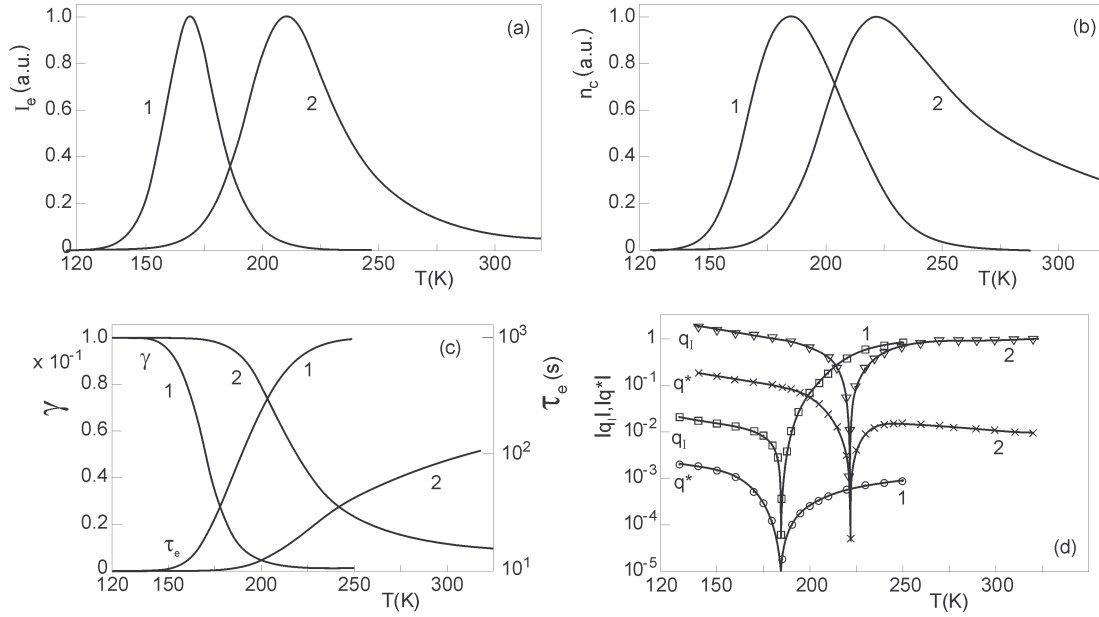 (a)
I_e (a.u.)
1.0
0.8
0.6
0.4
0.2
0
1
2
120 150 200 250 300
T(K)
(b)
n_c (a.u.)
1.0
0.8
0.6
0.4
0.2
0
1
2
120 150 200 250 300
T(K)
(c)
γ
1.0
x 10^-1
0.8
0.6
0.4
0.2
0
γ
1
2
1
2
τ_e
τ_e (s)
10^3
10^2
10^1
120 150 200 250 300
T(K)
(d)
|q_I|,|q*|
1
10^-1
10^-2
10^-3
10^-4
10^-5
q_I
q*
q_I
q*
1
2
2
1
120 150 200 250 300
T(K)